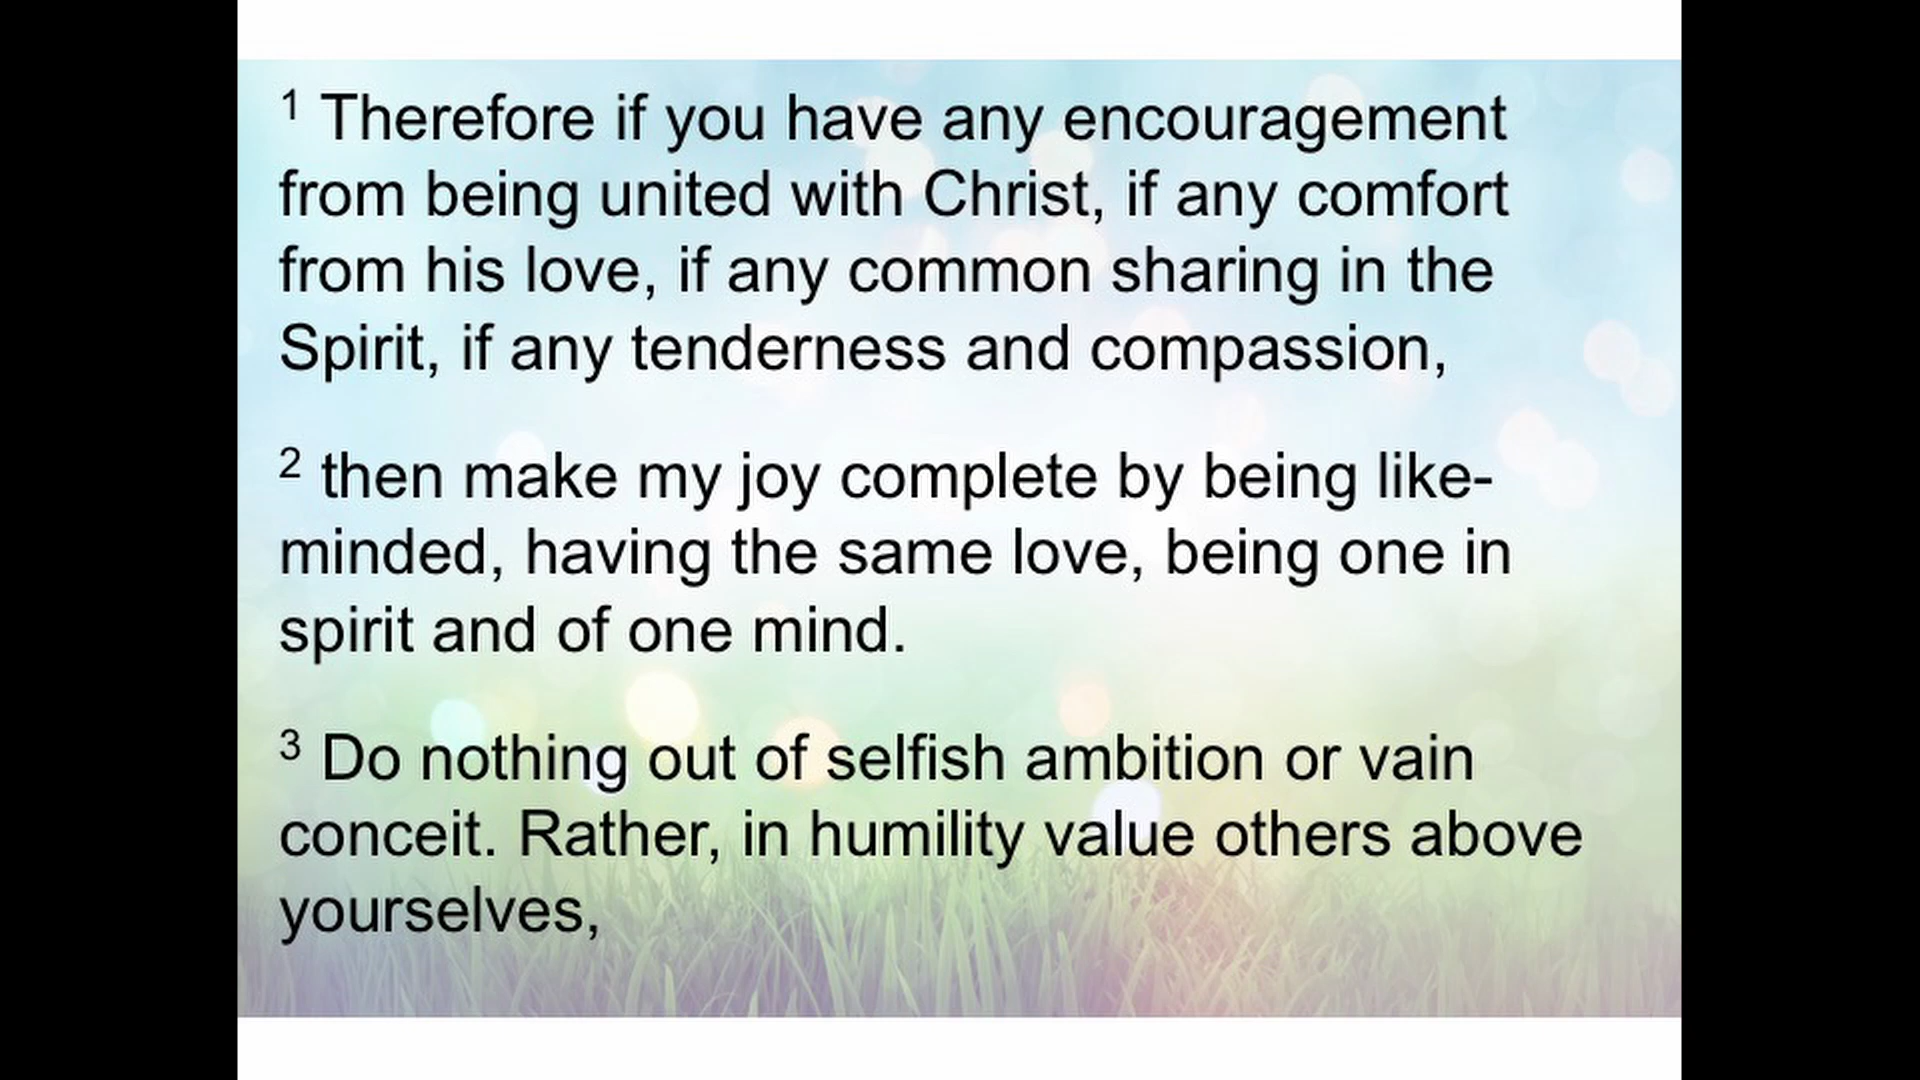 1 Therefore if you have any encouragement
from being united with Christ, if any comfort
from his love, if any common sharing in the
Spirit, if any tenderness and compassion,
2 then make my joy complete by being like-
minded, having the same love, being one in
spirit and of one mind.
3 Do nothing out of selfish ambition or vain
conceit. Rather, in humility value others above
yourselves,